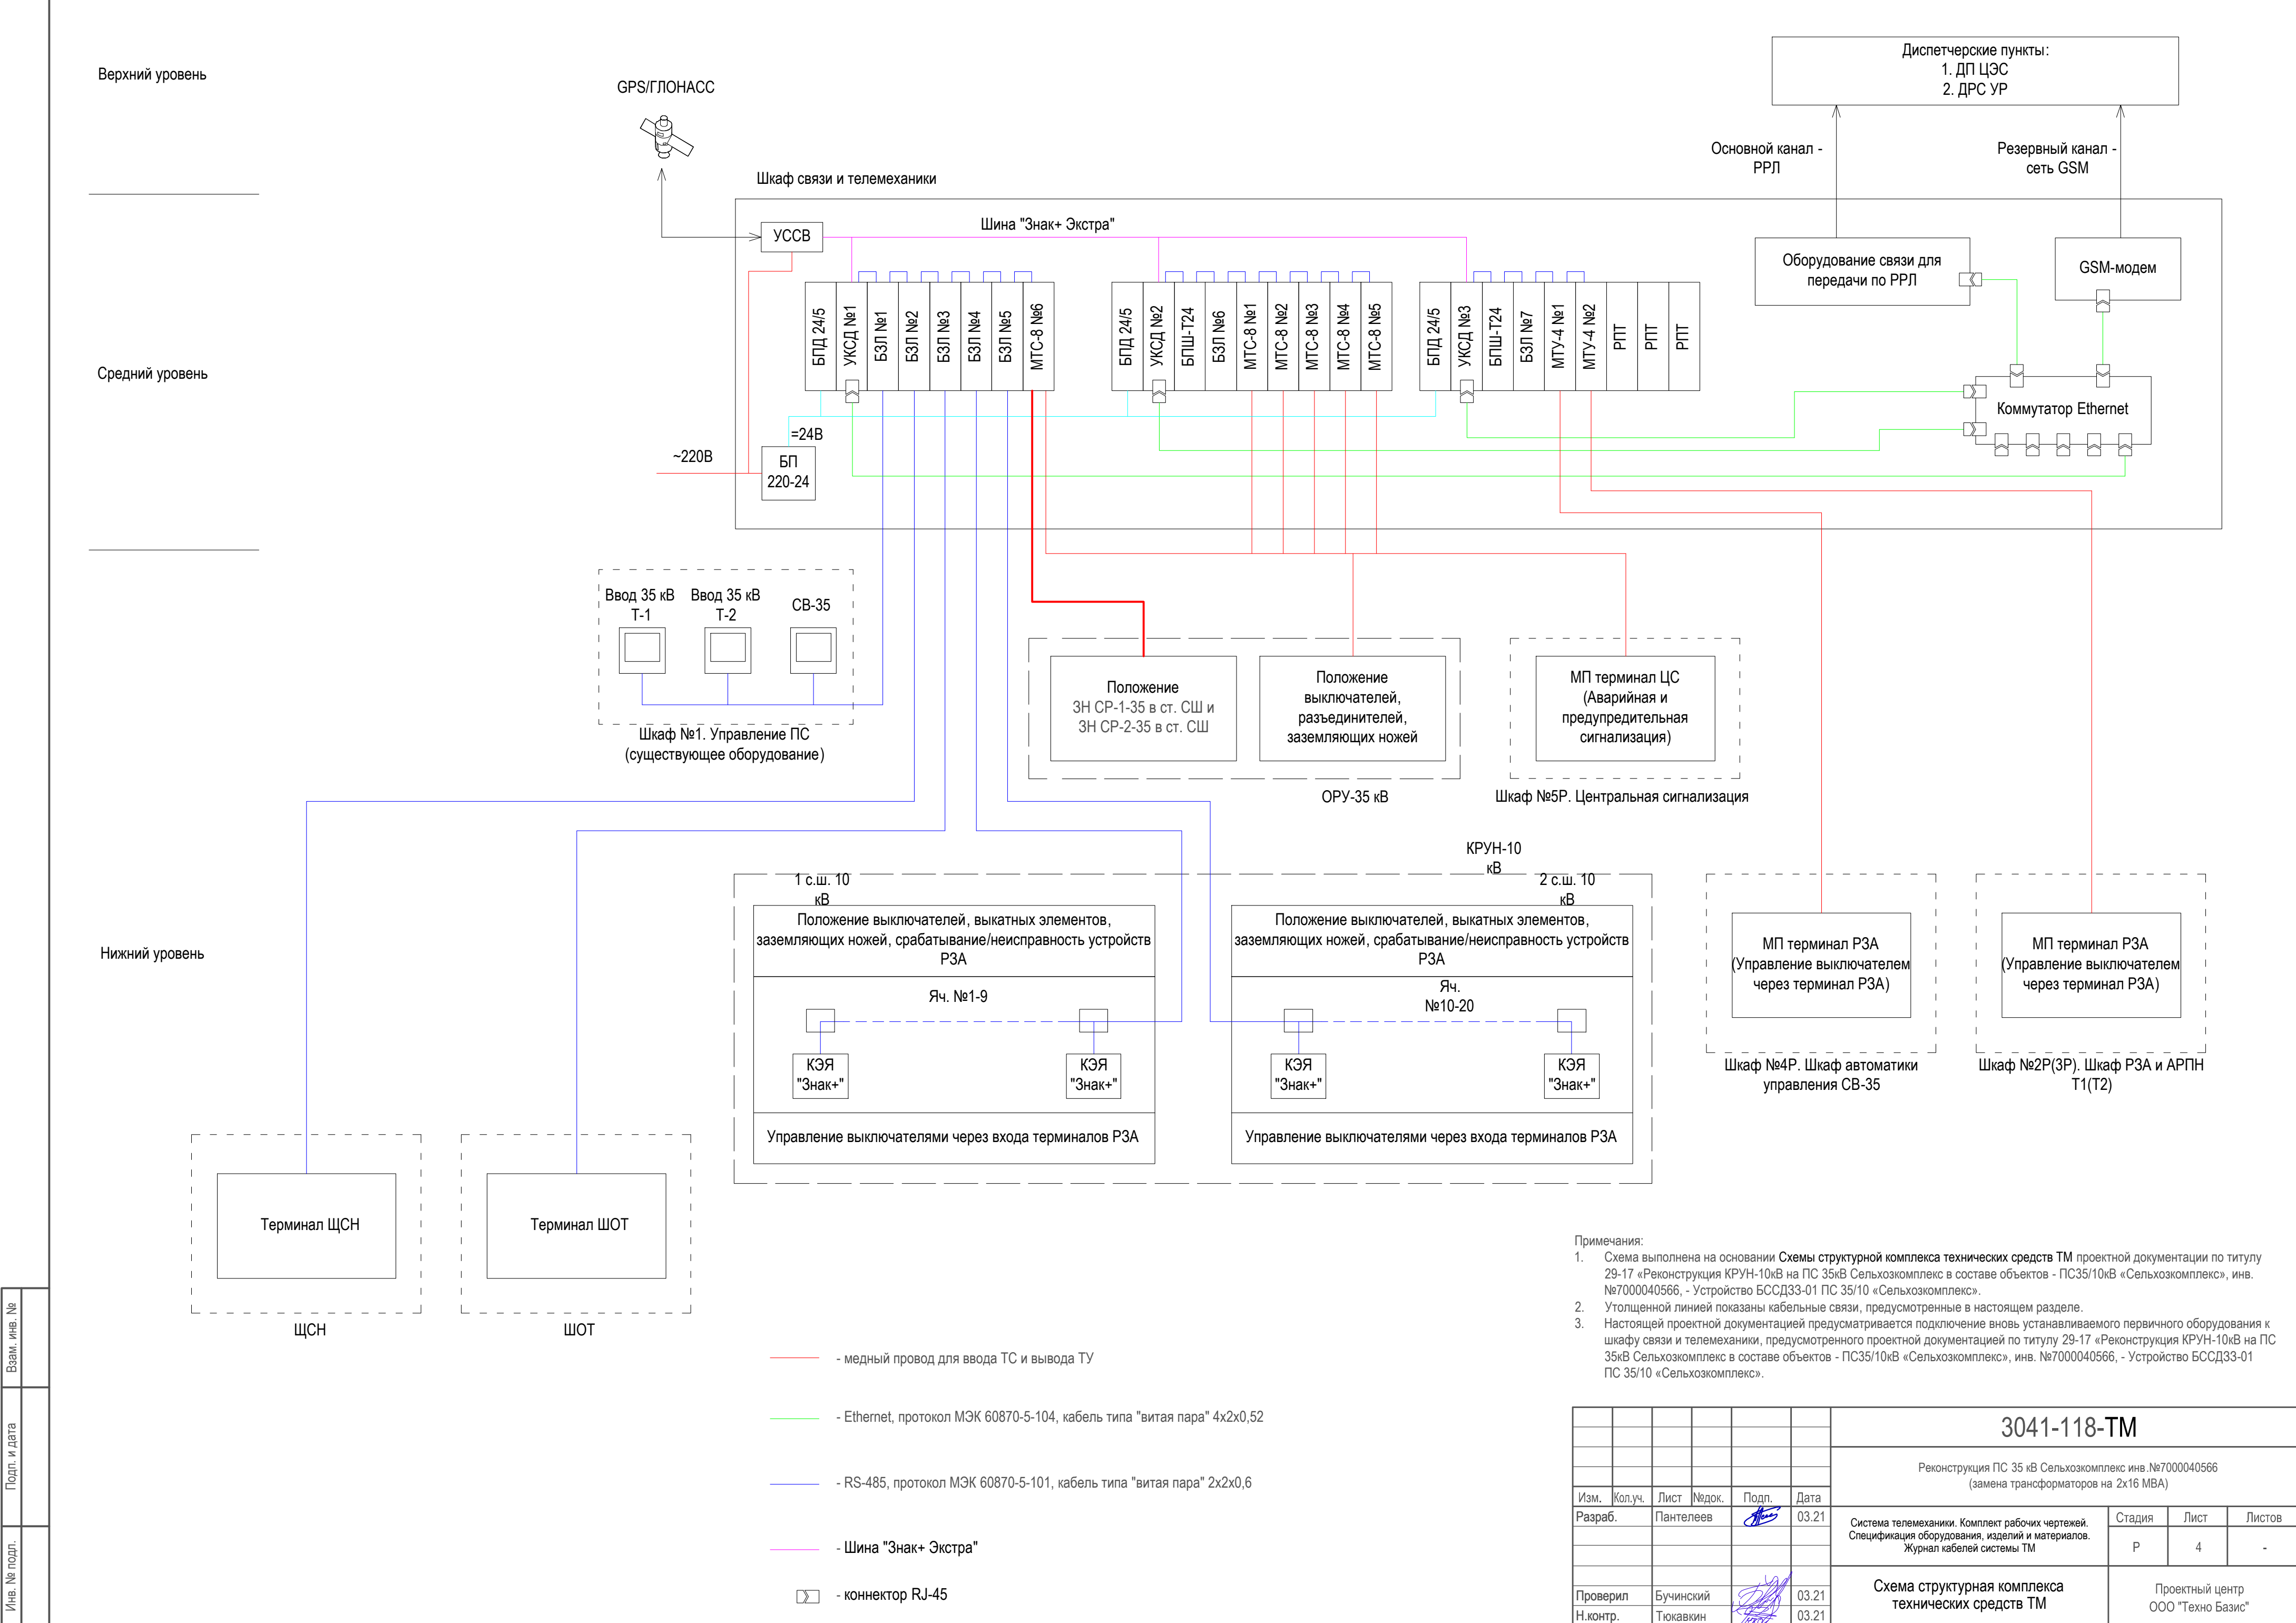 Верхний уровень
GPS/ГЛОНАСС
Диспетчерские пункты:
1. ДП ЦЭС
2. ДРС УР
Основной канал -
РРЛ
Резервный канал -
сеть GSM
Шкаф связи и телемеханики
УССВ
Шина "Знак+ Экстра"
Оборудование связи для
передачи по РРЛ
GSM-модем
Средний уровень
БПД 24/5
УКСД №1
БЗЛ №1
БЗЛ №2
БЗЛ №3
БЗЛ №4
БЗЛ №5
МТС-8 №6
БПД 24/5
УКСД №2
БПШ-Т24
БЗЛ №6
МТС-8 №1
МТС-8 №2
МТС-8 №3
МТС-8 №4
МТС-8 №5
БПД 24/5
УКСД №3
БПШ-Т24
БЗЛ №7
МТУ-4 №1
МТУ-4 №2
РПТ
РПТ
РПТ
Коммутатор Ethernet
=24В
~220В
БП
220-24
Ввод 35 кВ
Т-1
Ввод 35 кВ
Т-2
СВ-35
Шкаф №1. Управление ПС
(существующее оборудование)
Положение
ЗН СР-1-35 в ст. СШ и
ЗН СР-2-35 в ст. СШ
Положение
выключателей,
разъединителей,
заземляющих ножей
ОРУ-35 кВ
МП терминал ЦС
(Аварийная и
предупредительная
сигнализация)
Шкаф №5Р. Центральная сигнализация
Нижний уровень
КРУН-10
кВ
1 с.ш. 10
кВ
Положение выключателей, выкатных элементов,
заземляющих ножей, срабатывание/неисправность устройств
РЗА
Яч. №1-9
КЭЯ
"Знак+"
КЭЯ
"Знак+"
Управление выключателями через входа терминалов РЗА
2 с.ш. 10
кВ
Положение выключателей, выкатных элементов,
заземляющих ножей, срабатывание/неисправность устройств
РЗА
Яч.
№10-20
КЭЯ
"Знак+"
КЭЯ
"Знак+"
Управление выключателями через входа терминалов РЗА
МП терминал РЗА
(Управление выключателем
через терминал РЗА)
Шкаф №4Р. Шкаф автоматики
управления СВ-35
МП терминал РЗА
(Управление выключателем
через терминал РЗА)
Шкаф №2Р(3Р). Шкаф РЗА и АРПН
Т1(Т2)
Терминал ЩСН
ЩСН
Терминал ШОТ
ШОТ
- медный провод для ввода ТС и вывода ТУ
- Ethernet, протокол МЭК 60870-5-104, кабель типа "витая пара" 4х2х0,52
- RS-485, протокол МЭК 60870-5-101, кабель типа "витая пара" 2х2х0,6
- Шина "Знак+ Экстра"
- коннектор RJ-45
Примечания:
1. Схема выполнена на основании Схемы структурной комплекса технических средств ТМ проектной документации по титулу
29-17 «Реконструкция КРУН-10кВ на ПС 35кВ Сельхозкомплекс в составе объектов - ПС35/10кВ «Сельхозкомплекс», инв.
№7000040566, - Устройство БССДЗЗ-01 ПС 35/10 «Сельхозкомплекс».
2. Утолщенной линией показаны кабельные связи, предусмотренные в настоящем разделе.
3. Настоящей проектной документацией предусматривается подключение вновь устанавливаемого первичного оборудования к
шкафу связи и телемеханики, предусмотренного проектной документацией по титулу 29-17 «Реконструкция КРУН-10кВ на ПС
35кВ Сельхозкомплекс в составе объектов - ПС35/10кВ «Сельхозкомплекс», инв. №7000040566, - Устройство БССДЗЗ-01
ПС 35/10 «Сельхозкомплекс».
3041-118-ТМ
Реконструкция ПС 35 кВ Сельхозкомплекс инв.№7000040566
(замена трансформаторов на 2х16 МВА)
Изм. Кол.уч. Лист №док. Подп. Дата
Разраб. Пантелеев 03.21
Проверил Бучинский 03.21
Н.контр. Тюкавкин 03.21
Система телемеханики. Комплект рабочих чертежей.
Спецификация оборудования, изделий и материалов.
Журнал кабелей системы ТМ
Стадия Лист Листов
Р 4 -
Схема структурная комплекса
технических средств ТМ
Проектный центр
ООО "Техно Базис"
Взам. инв. №
Подп. и дата
Инв. № подл.